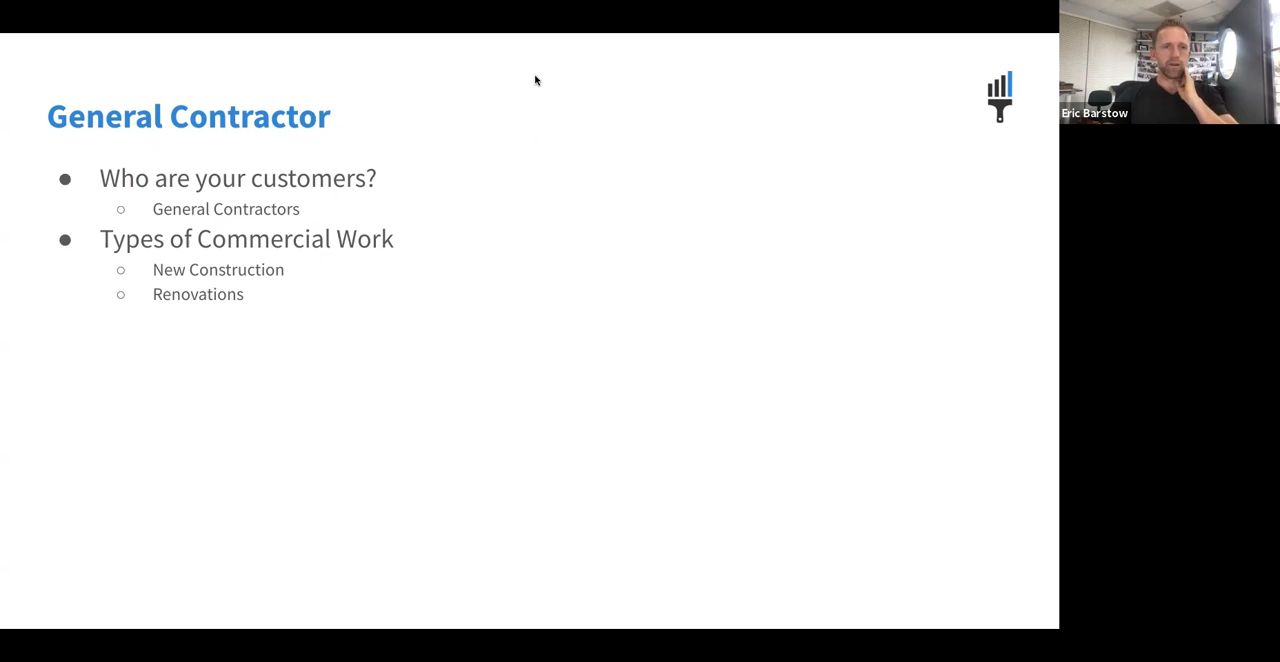 General Contractor
● Who are your customers?
○ General Contractors
● Types of Commercial Work
○ New Construction
○ Renovations
Eric Barstow